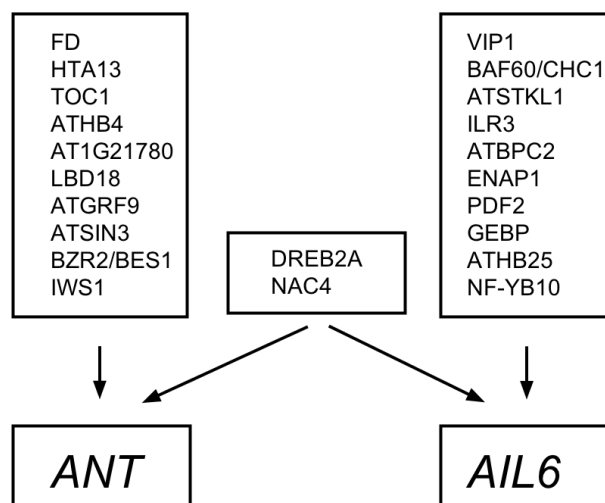 FD
HTA13
TOC1
ATHB4
AT1G21780
LBD18
ATGRF9
ATSIN3
BZR2/BES1
IWS1
DREB2A
NAC4
VIP1
BAF60/CHC1
ATSTKL1
ILR3
ATBPC2
ENAP1
PDF2
GEBP
ATHB25
NF-YB10
ANT
AIL6